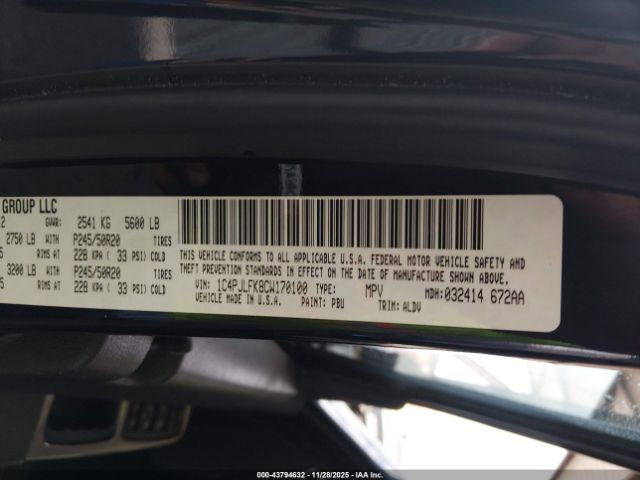 GROUP LLC
GVWR: 2541 KG 5600 LB
2750 LB WITH P245/50R20 TIRES
RIMS AT 228 KPA ( 33 PSI) COLD
3200 LB WITH P245/50R20 TIRES
RIMS AT 228 KPA ( 33 PSI) COLD
THIS VEHICLE CONFORMS TO ALL APPLICABLE U.S.A. FEDERAL MOTOR VEHICLE SAFETY
AND THEFT PREVENTION STANDARDS IN EFFECT ON THE DATE OF MANUFACTURE SHOWN ABOVE.
VIN: 1C4PJLFK8CW170100 TYPE: MPV MDH: 032414 672AA
MADE IN U.S.A. PAINT: PBU TRIM: ALDV
000-43794632 - 11/28/2025 - IAAI.COM